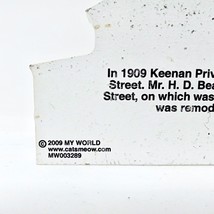 In 1909 Keenan Priv
Street. Mr. H. D. Bea
Street, on which was
was remod
© 2009 MY WORLD
www.catsmeow.com
MW003289